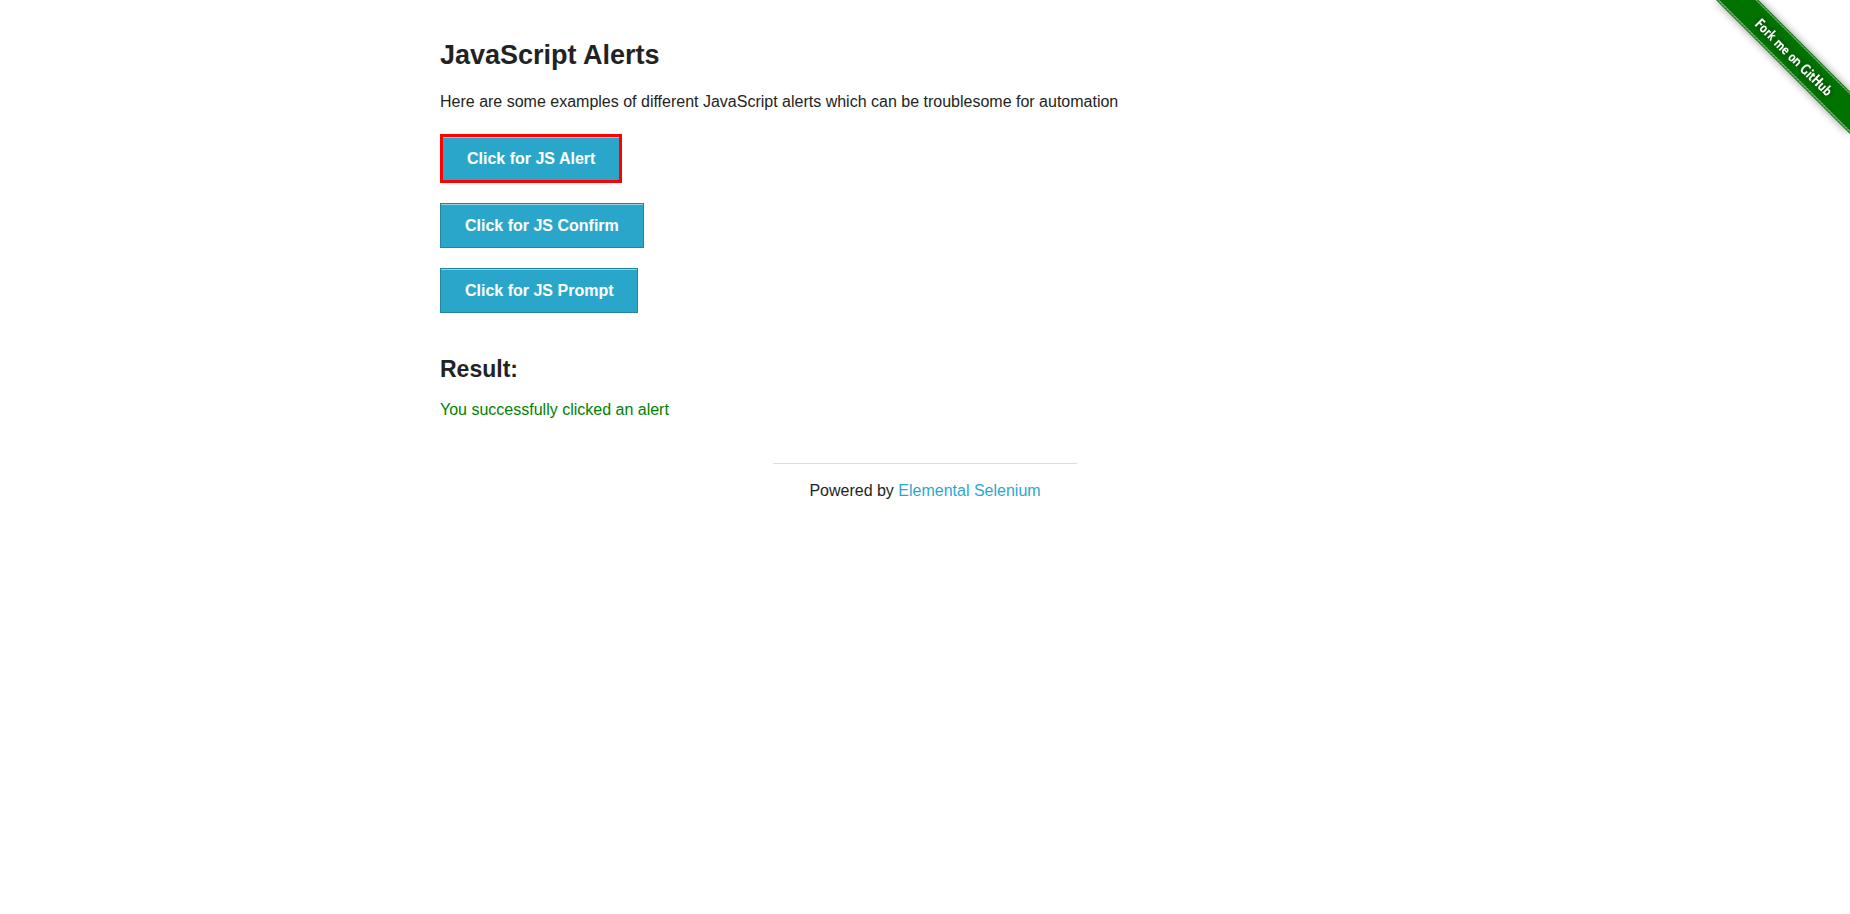 Fork me on GitHub
JavaScript Alerts
Here are some examples of different JavaScript alerts which can be troublesome for automation
Click for JS Alert
Click for JS Confirm
Click for JS Prompt
Result:
You successfully clicked an alert
Powered by Elemental Selenium